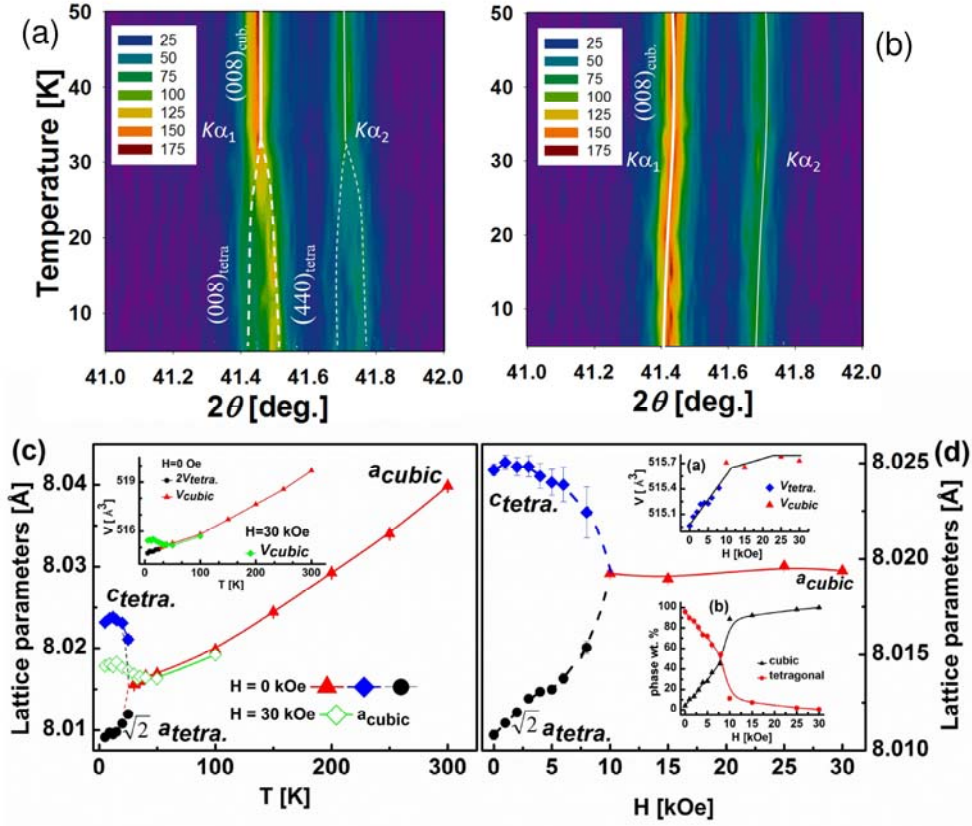 (a)
25
50
75
100
125
150
175
(008)cub.
Kα1
Kα2
(008)tetra
(440)tetra
Temperature [K]
50
40
30
20
10
41.0 41.2 41.4 41.6 41.8 42.0
2θ [deg.]
(b)
25
50
75
100
125
150
175
(008)cub.
Kα1
Kα2
50
40
30
20
10
41.0 41.2 41.4 41.6 41.8 42.0
2θ [deg.]
(c)
Lattice parameters [Å]
8.04
8.03
8.02
8.01
0 50 100 150 200 250 300
T [K]
acubic
ctetra.
√2 atetra.
H = 0 kOe
H = 30 kOe acubic
H=0 Oe
2Vtetra.
Vcubic
H=30 kOe
Vcubic
V [Å³]
519
516
0 100 200 300
T [K]
(d)
Lattice parameters [Å]
8.025
8.020
8.015
8.010
0 5 10 15 20 25 30
H [kOe]
ctetra.
√2 atetra.
acubic
(a)
V [Å³]
515.7
515.4
515.1
Vtetra.
Vcubic
0 5 10 15 20 25 30
H [kOe]
(b)
phase wt. %
100
80
60
40
20
0
cubic
tetragonal
0 5 10 15 20 25 30
H [kOe]